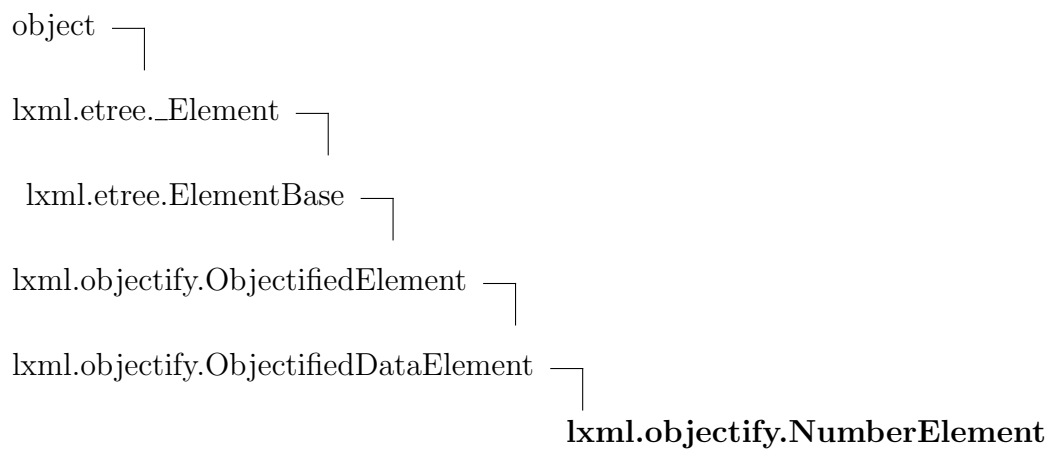 object
lxml.etree._Element
lxml.etree.ElementBase
lxml.objectify.ObjectifiedElement
lxml.objectify.ObjectifiedDataElement
lxml.objectify.NumberElement